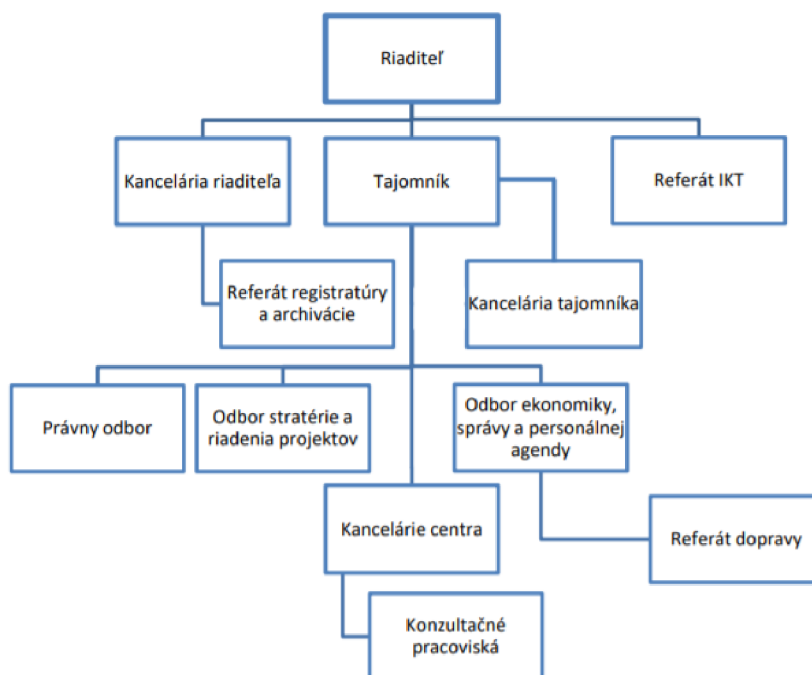 Riaditeľ
Kancelária riaditeľa
Tajomník
Referát IKT
Referát registratúry
a archivácie
Kancelária tajomníka
Právny odbor
Odbor stratérie a
riadenia projektov
Odbor ekonomiky,
správy a personálnej
agendy
Kancelárie centra
Referát dopravy
Konzultačné
pracoviská